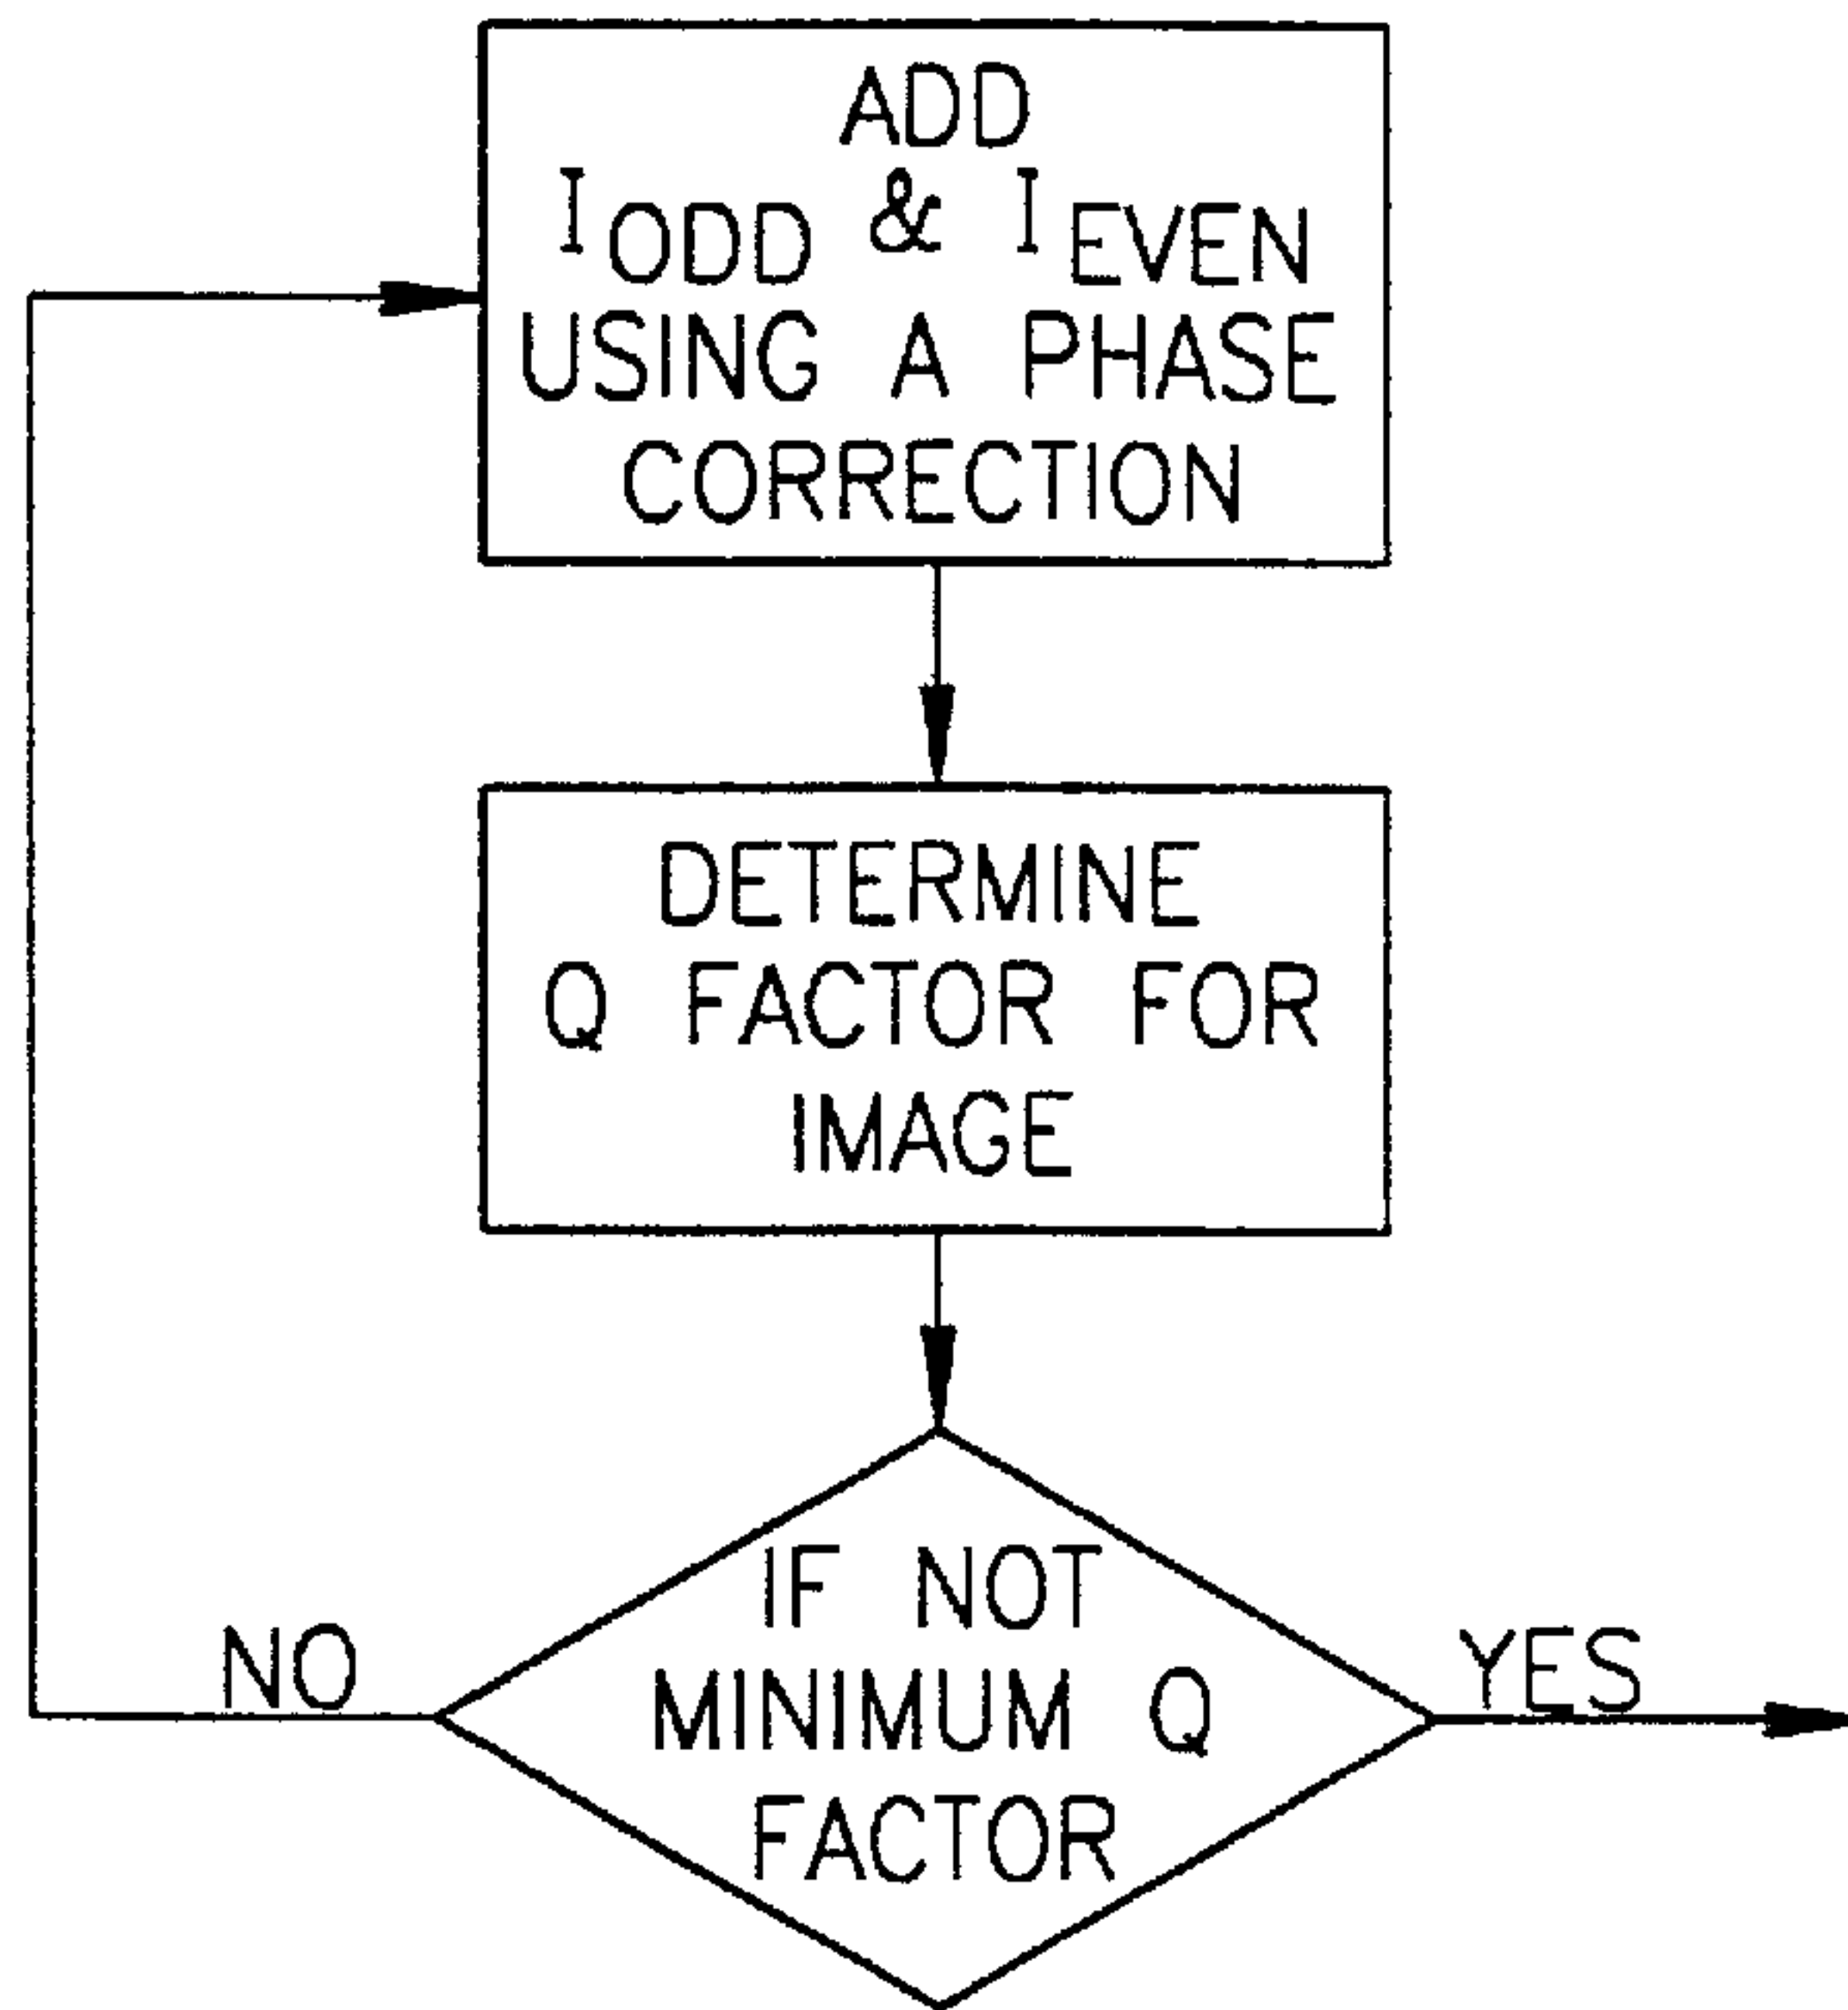 ADD
I ODD & I EVEN
USING A PHASE
CORRECTION
DETERMINE
Q FACTOR FOR
IMAGE
IF NOT
MINIMUM Q
FACTOR
NO
YES